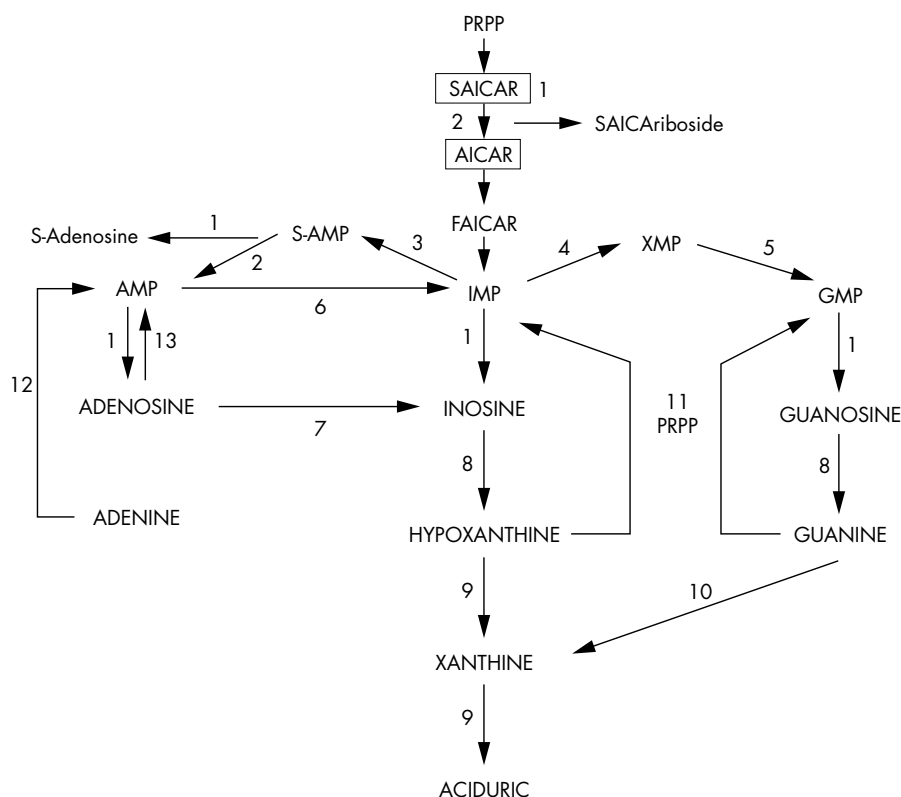 PRPP
SAICAR 1
2 SAICAriboside
AICAR
S-Adenosine 1 S-AMP 3 FAICAR 4 XMP 5
2
AMP 6 IMP GMP
1 13 1 1
12 11
PRPP
ADENOSINE 7 INOSINE GUANOSINE
8 8
ADENINE
HYPOXANTHINE GUANINE
9 10
XANTHINE
9
ACIDURIC